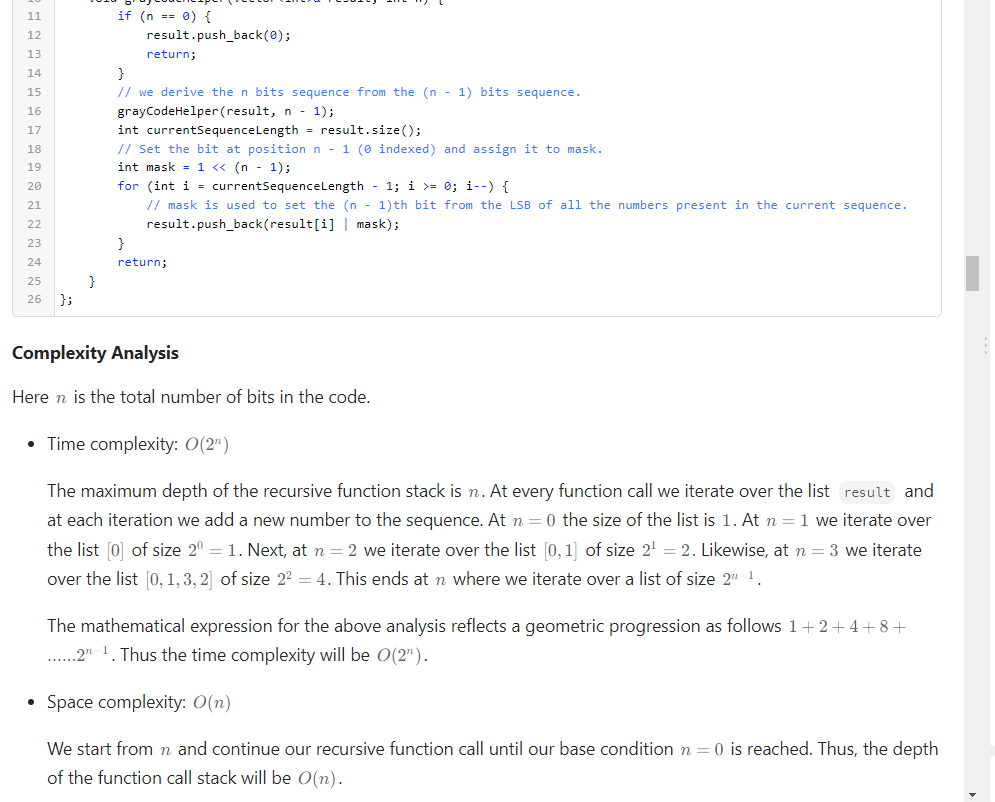 11 if (n == 0) {
12 result.push_back(0);
13 return;
14 }
15 // we derive the n bits sequence from the (n - 1) bits sequence.
16 grayCodeHelper(result, n - 1);
17 int currentSequenceLength = result.size();
18 // Set the bit at position n - 1 (0 indexed) and assign it to mask.
19 int mask = 1 << (n - 1);
20 for (int i = currentSequenceLength - 1; i >= 0; i--) {
21 // mask is used to set the (n - 1)th bit from the LSB of all the numbers present in the current sequence.
22 result.push_back(result[i] | mask);
23 }
24 return;
25 }
26 };
Complexity Analysis
Here n is the total number of bits in the code.
• Time complexity: O(2ⁿ)
The maximum depth of the recursive function stack is n. At every function call we iterate over the list result and
at each iteration we add a new number to the sequence. At n = 0 the size of the list is 1. At n = 1 we iterate over
the list [0] of size 2⁰ = 1. Next, at n = 2 we iterate over the list [0, 1] of size 2¹ = 2. Likewise, at n = 3 we iterate
over the list [0, 1, 3, 2] of size 2² = 4. This ends at n where we iterate over a list of size 2ⁿ⁻¹.
The mathematical expression for the above analysis reflects a geometric progression as follows 1 + 2 + 4 + 8 +
......2ⁿ⁻¹. Thus the time complexity will be O(2ⁿ).
• Space complexity: O(n)
We start from n and continue our recursive function call until our base condition n = 0 is reached. Thus, the depth
of the function call stack will be O(n).